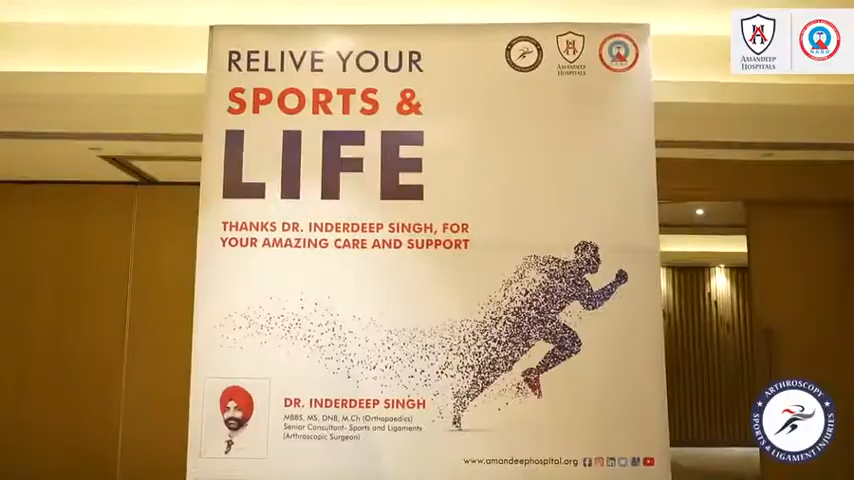 RELIVE YOUR
SPORTS &
LIFE
THANKS DR. INDERDEEP SINGH, FOR
YOUR AMAZING CARE AND SUPPORT
DR. INDERDEEP SINGH
MBBS, MS, DNB, M.Ch (Orthopaedics)
Senior Consultant- Sports and Ligaments
(Arthroscopic Surgeon)
www.amandeephospital.org
AMANDEEP
HOSPITALS
AMANDEEP
HOSPITALS
ARTHROSCOPY
SPORTS & LIGAMENT INJURIES